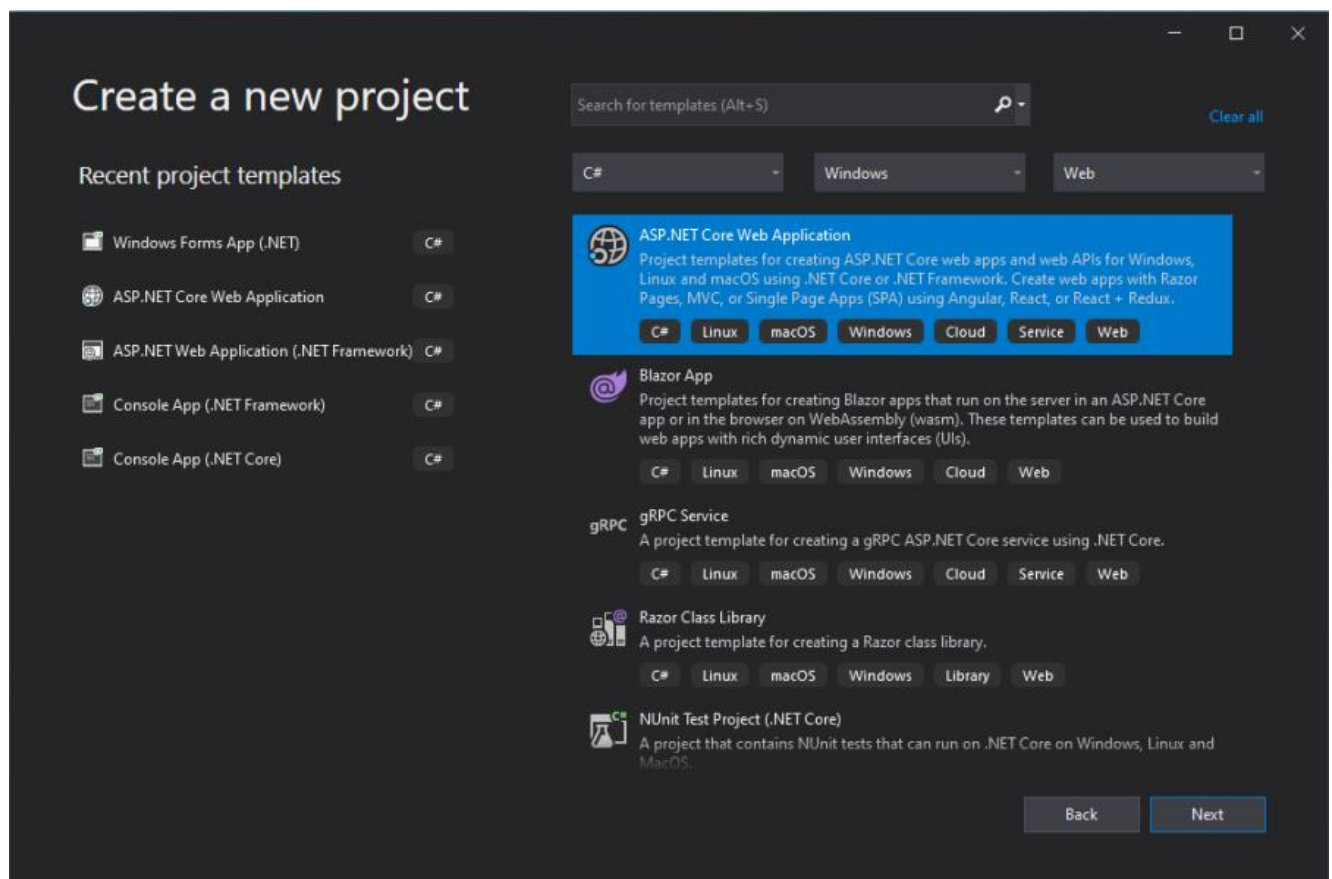 Create a new project
Search for templates (Alt+S)
Clear all
Recent project templates
C#
Windows
Web
Windows Forms App (.NET)
C#
ASP.NET Core Web Application
C#
ASP.NET Web Application (.NET Framework)
C#
Console App (.NET Framework)
C#
Console App (.NET Core)
C#
ASP.NET Core Web Application
Project templates for creating ASP.NET Core web apps and web APIs for Windows,
Linux and macOS using .NET Core or .NET Framework. Create web apps with Razor
Pages, MVC, or Single Page Apps (SPA) using Angular, React, or React + Redux.
C# Linux macOS Windows Cloud Service Web
@
Blazor App
Project templates for creating Blazor apps that run on the server in an ASP.NET Core
app or in the browser on WebAssembly (wasm). These templates can be used to build
web apps with rich dynamic user interfaces (UIs).
C# Linux macOS Windows Cloud Web
gRPC
gRPC Service
A project template for creating a gRPC ASP.NET Core service using .NET Core.
C# Linux macOS Windows Cloud Service Web
@
Razor Class Library
A project template for creating a Razor class library.
C# Linux macOS Windows Library Web
C#
NUnit Test Project (.NET Core)
A project that contains NUnit tests that can run on .NET Core on Windows, Linux and
MacOS.
Back
Next